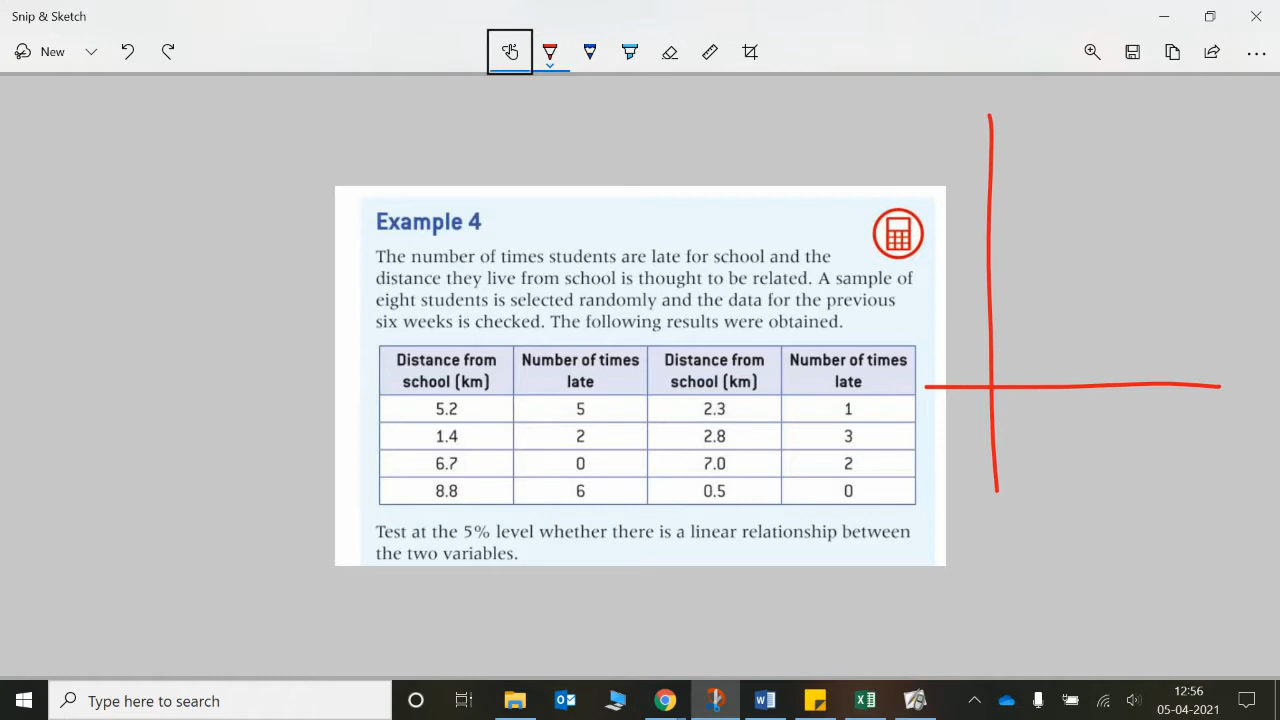 Snip & Sketch
New
Example 4
The number of times students are late for school and the
distance they live from school is thought to be related. A sample of
eight students is selected randomly and the data for the previous
six weeks is checked. The following results were obtained.
Distance from school (km) Number of times late Distance from school (km) Number of times late
5.2 5 2.3 1
1.4 2 2.8 3
6.7 0 7.0 2
8.8 6 0.5 0
Test at the 5% level whether there is a linear relationship between
the two variables.
Type here to search
12:56
05-04-2021